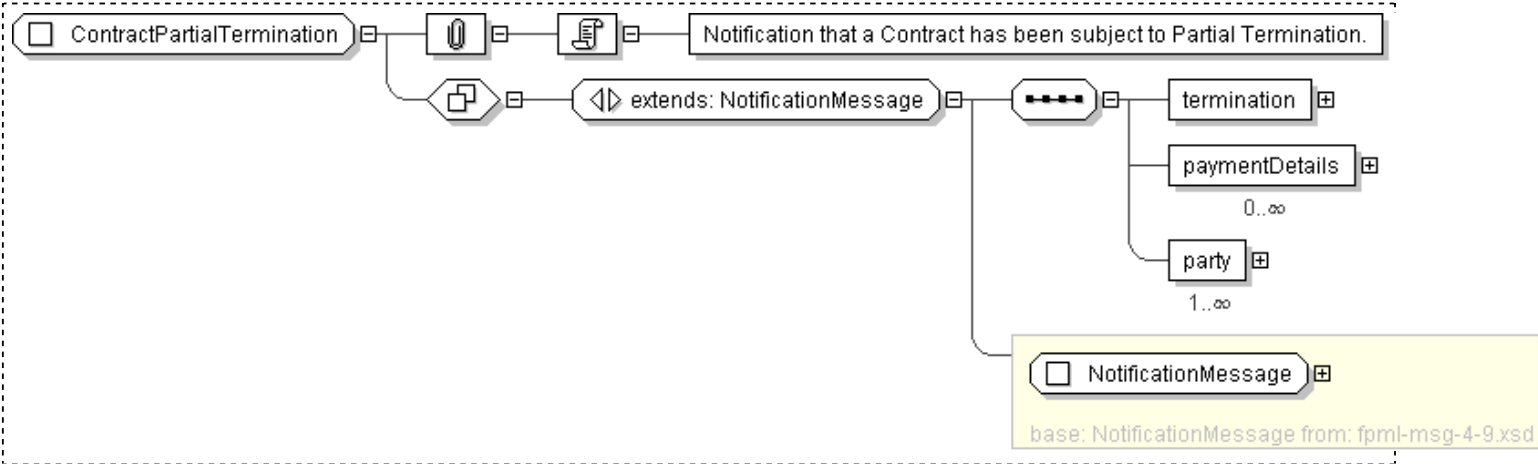 ContractPartialTermination
Notification that a Contract has been subject to Partial Termination.
extends: NotificationMessage
termination
paymentDetails
0..∞
party
1..∞
NotificationMessage
base: NotificationMessage from: fpml-msg-4-9.xsd